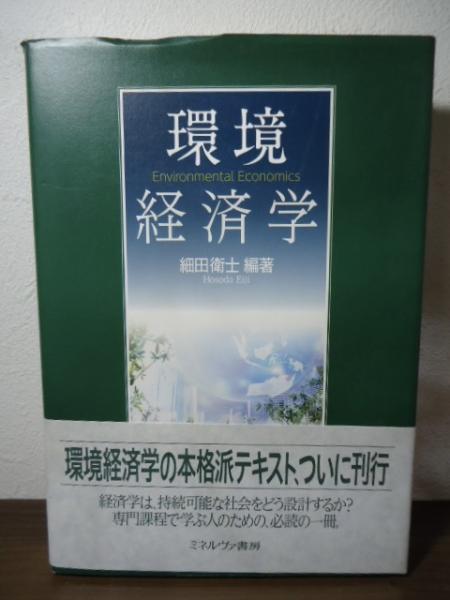 環境
Environmental Economics
経済学
細田衛士 編著
Hosoda Eiji
環境経済学の本格派テキスト、ついに刊行
経済学は、持続可能な社会をどう設計するか?
専門課程で学ぶ人のための、必読の一冊。
ミネルヴァ書房